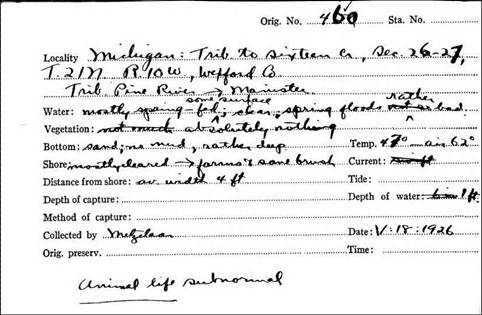 Orig. No. 460 Sta. No.
Locality Michigan: Trib to Sixteen Cr, Sec. 26-27,
T. 21N R. 10W, Wexford Co.
Trib Pine River → Manistee
some surface rather
Water: mostly spring-fed, clear, spring floods not so bad
Vegetation: not much absolutely nothing
Bottom: sand, no mud, rather deep Temp. 47° - air 62°
Shore: mostly cleared → farms & some brush Current: ft
Distance from shore: av width 4 ft Tide:
Depth of capture: Depth of water: 1 ft.
Method of capture:
Collected by Metzelaar Date: V:18:1926
Orig. preserv. Time:
Animal life subnormal